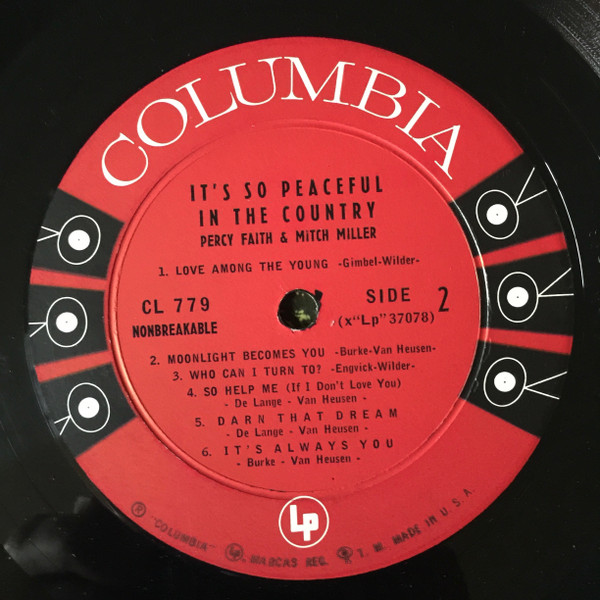 COLUMBIA
IT'S SO PEACEFUL
IN THE COUNTRY
PERCY FAITH & MITCH MILLER
1. LOVE AMONG THE YOUNG -Gimbel-Wilder-
CL 779
NONBREAKABLE
SIDE 2
(x"Lp"37078)
2. MOONLIGHT BECOMES YOU -Burke-Van Heusen-
3. WHO CAN I TURN TO? -Engvick-Wilder-
4. SO HELP ME (If I Don't Love You)
- De Lange - Van Heusen -
5. DARN THAT DREAM
- De Lange - Van Heusen -
6. IT'S ALWAYS YOU
- Burke - Van Heusen -
Lp
® "COLUMBIA" MARCAS REG. T. M. MADE IN U.S.A.